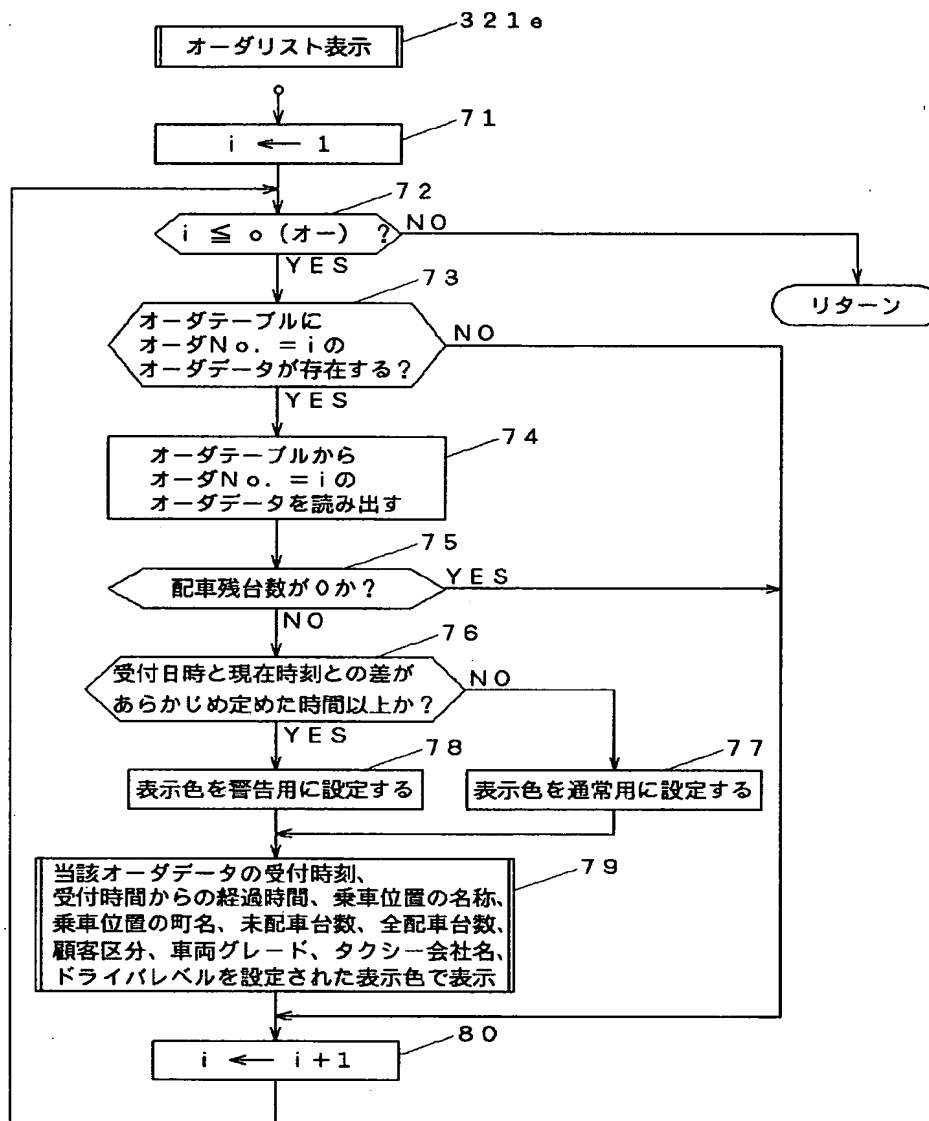 321e
オーダリスト表示
71
i ← 1
72
i ≦ o (オー) ?
NO
YES
リターン
73
オーダテーブルに
オーダNo. = iの
オーダデータが存在する?
NO
YES
74
オーダテーブルから
オーダNo. = iの
オーダデータを読み出す
75
配車残台数が0か?
YES
NO
76
受付日時と現在時刻との差が
あらかじめ定めた時間以上か?
NO
YES
78
表示色を警告用に設定する
77
表示色を通常用に設定する
79
当該オーダデータの受付時刻、
受付時間からの経過時間、乗車位置の名称、
乗車位置の町名、未配車台数、全配車台数、
顧客区分、車両グレード、タクシー会社名、
ドライバレベルを設定された表示色で表示
80
i ← i+1